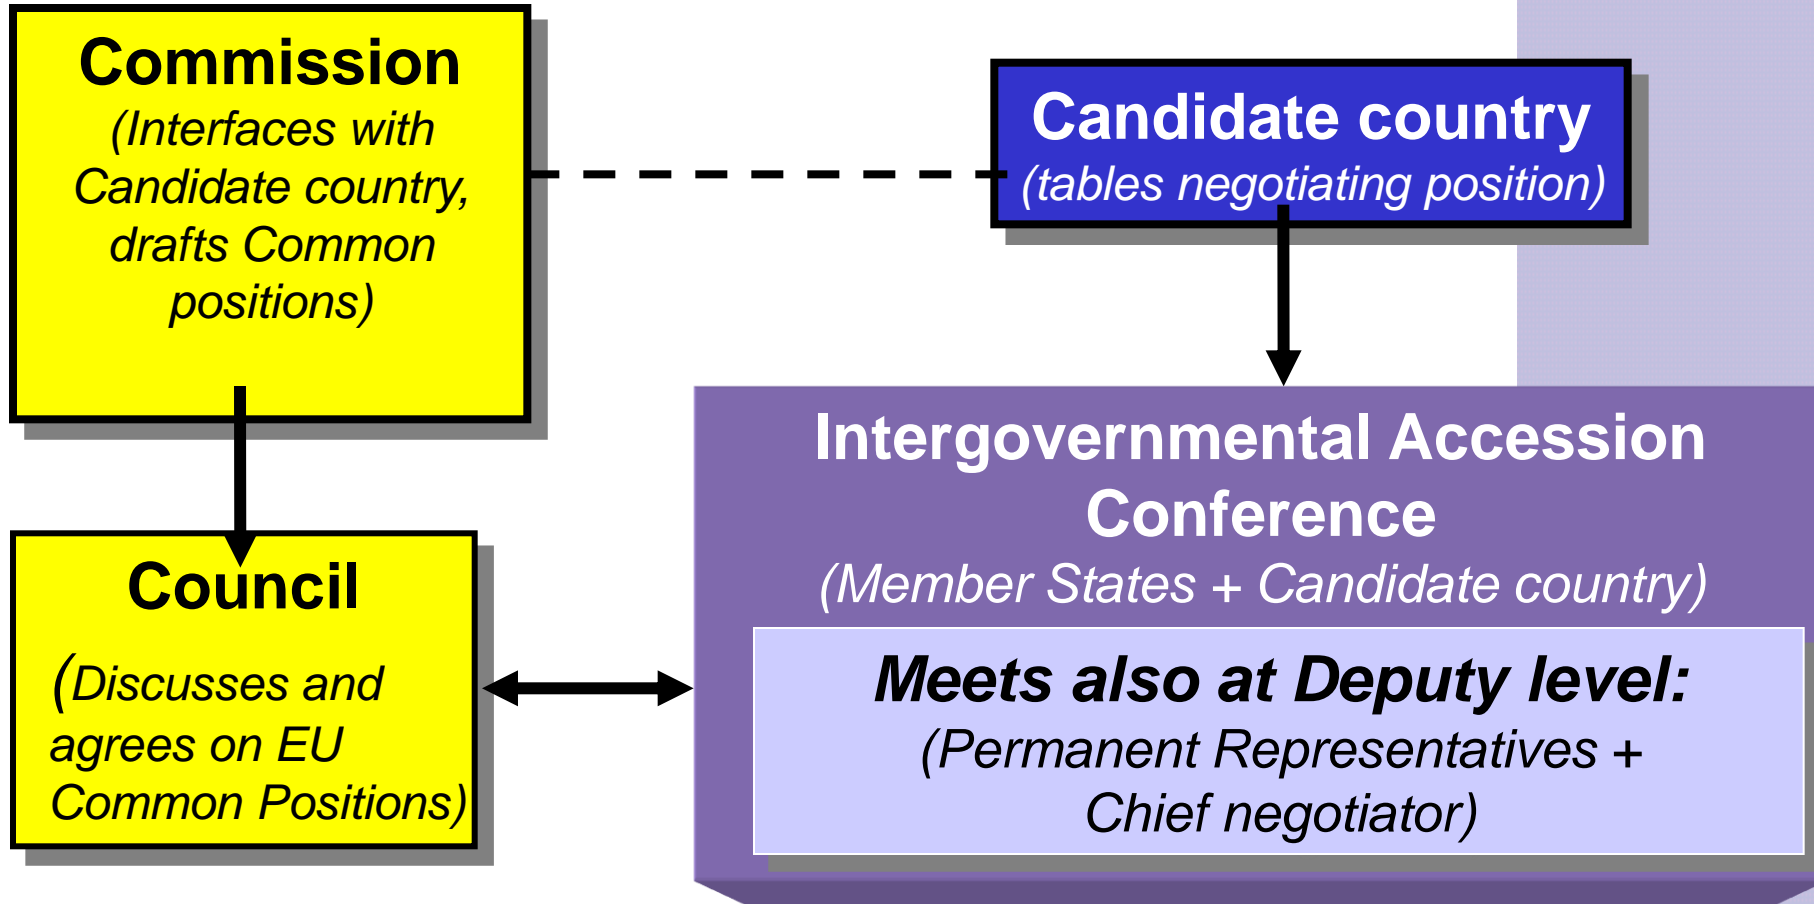 Commission
(Interfaces with
Candidate country,
drafts Common
positions)
Candidate country
(tables negotiating position)
Council
(Discusses and
agrees on EU
Common Positions)
Intergovernmental Accession
Conference
(Member States + Candidate country)
Meets also at Deputy level:
(Permanent Representatives +
Chief negotiator)